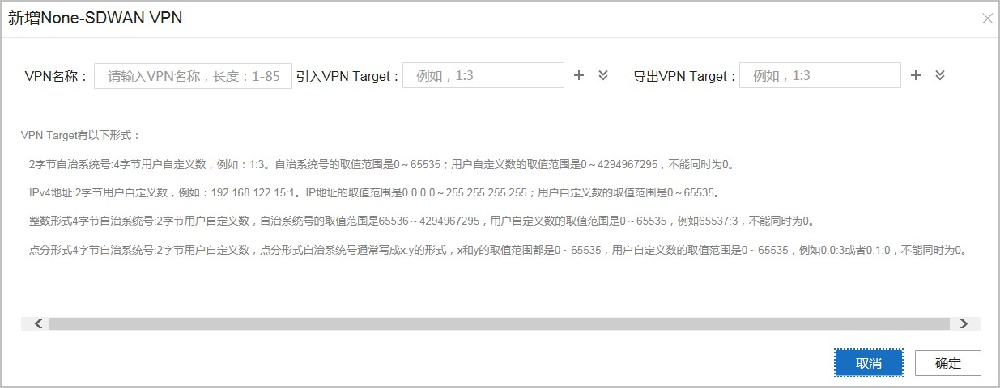 新增None-SDWAN VPN
VPN名称： 请输入VPN名称，长度：1-85 引入VPN Target： 例如，1:3 导出VPN Target： 例如，1:3
VPN Target有以下形式：
2字节自治系统号:4字节用户自定义数，例如：1:3。自治系统号的取值范围是0～65535；用户自定义数的取值范围是0～4294967295，不能同时为0。
IPv4地址:2字节用户自定义数，例如：192.168.122.15:1。IP地址的取值范围是0.0.0.0～255.255.255.255；用户自定义数的取值范围是0～65535。
整数形式4字节自治系统号:2字节用户自定义数，自治系统号的取值范围是65536～4294967295，用户自定义数的取值范围是0～65535，例如65537:3，不能同时为0。
点分形式4字节自治系统号:2字节用户自定义数，点分形式自治系统号通常写成x.y的形式，x和y的取值范围都是0～65535，用户自定义数的取值范围是0～65535，例如0.0:3或者0.1:0，不能同时为0。
取消 确定